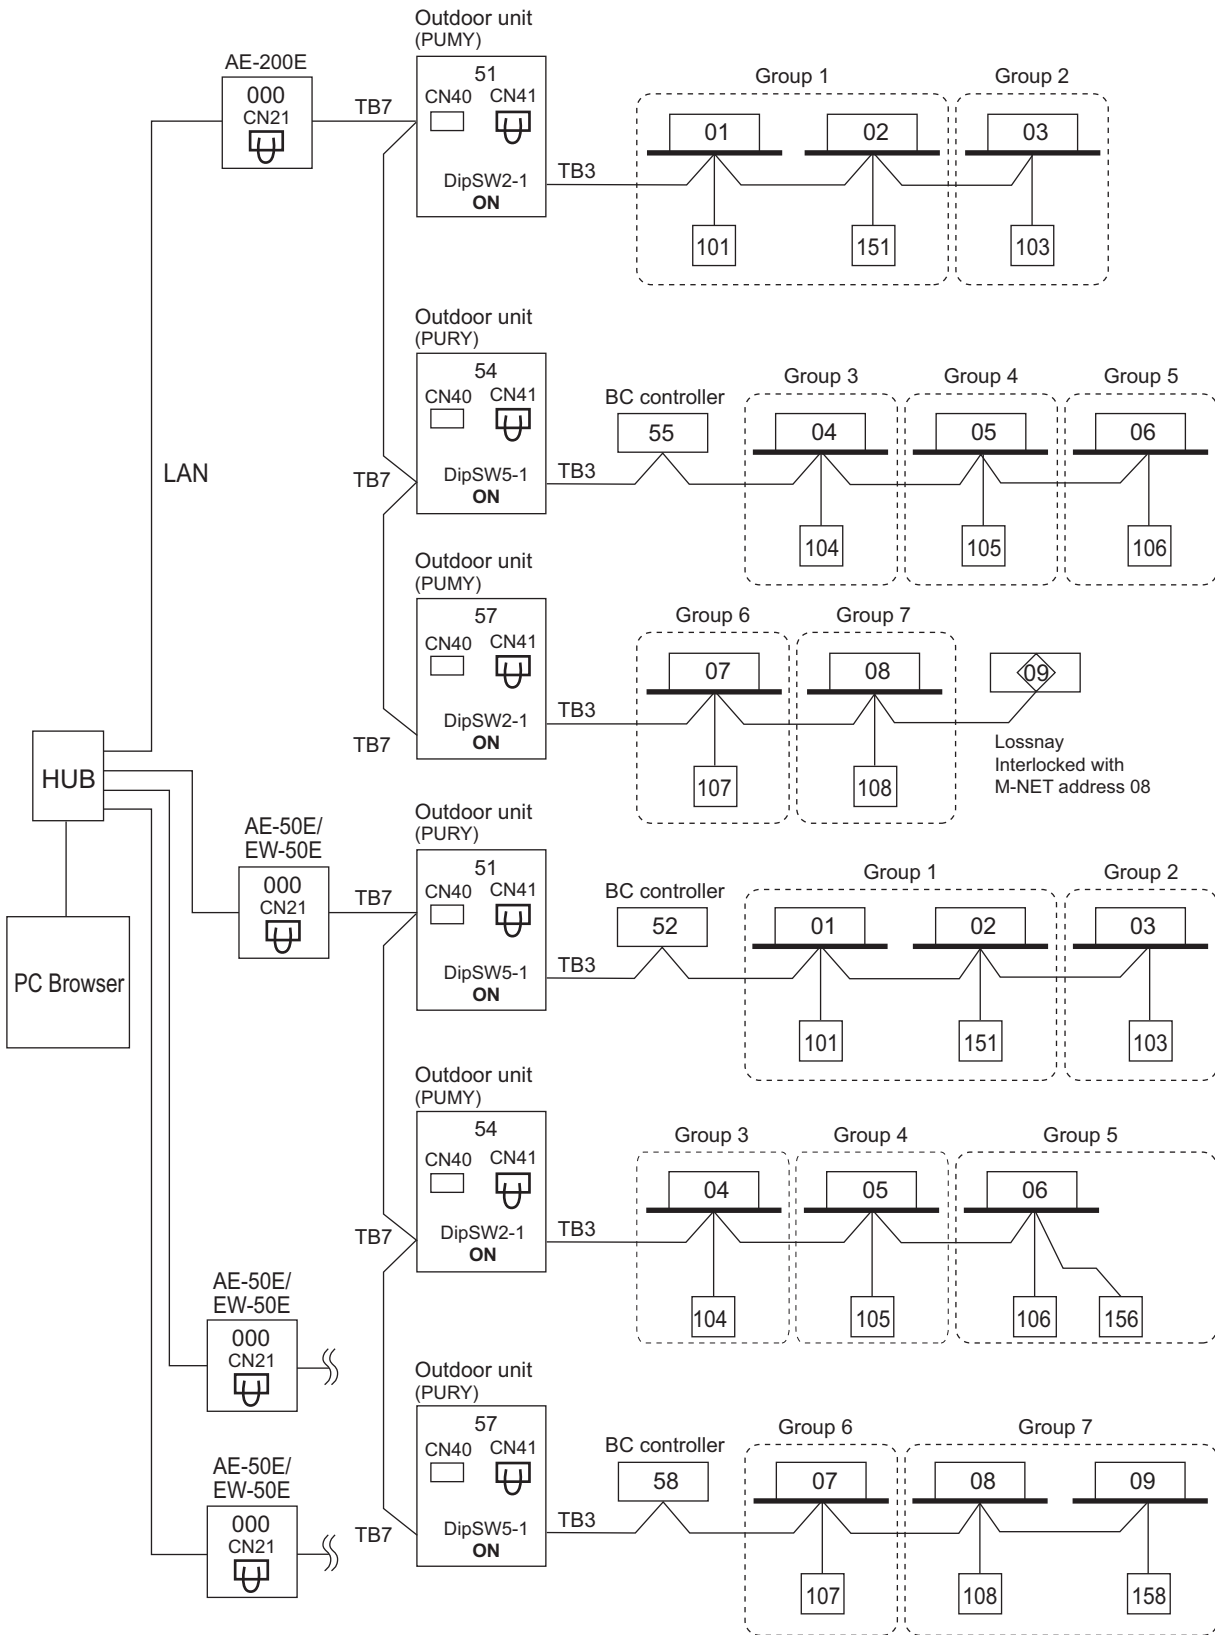 Outdoor unit
(PUMY)
AE-200E
000
CN21
TB7
51
CN40 CN41
DipSW2-1
ON
TB3
Group 1
Group 2
01
02
03
101
151
103
Outdoor unit
(PURY)
54
CN40 CN41
DipSW5-1
ON
TB7
TB3
BC controller
55
Group 3
Group 4
Group 5
04
05
06
104
105
106
LAN
Outdoor unit
(PUMY)
57
CN40 CN41
DipSW2-1
ON
TB7
TB3
Group 6
Group 7
07
08
09
107
108
Lossnay
Interlocked with
M-NET address 08
HUB
PC Browser
AE-50E/
EW-50E
000
CN21
TB7
Outdoor unit
(PURY)
51
CN40 CN41
DipSW5-1
ON
TB3
BC controller
52
Group 1
Group 2
01
02
03
101
151
103
Outdoor unit
(PUMY)
54
CN40 CN41
DipSW2-1
ON
TB7
TB3
Group 3
Group 4
Group 5
04
05
06
104
105
106
156
AE-50E/
EW-50E
000
CN21
Outdoor unit
(PURY)
57
CN40 CN41
DipSW5-1
ON
TB7
TB3
BC controller
58
Group 6
Group 7
07
08
09
107
108
158
AE-50E/
EW-50E
000
CN21